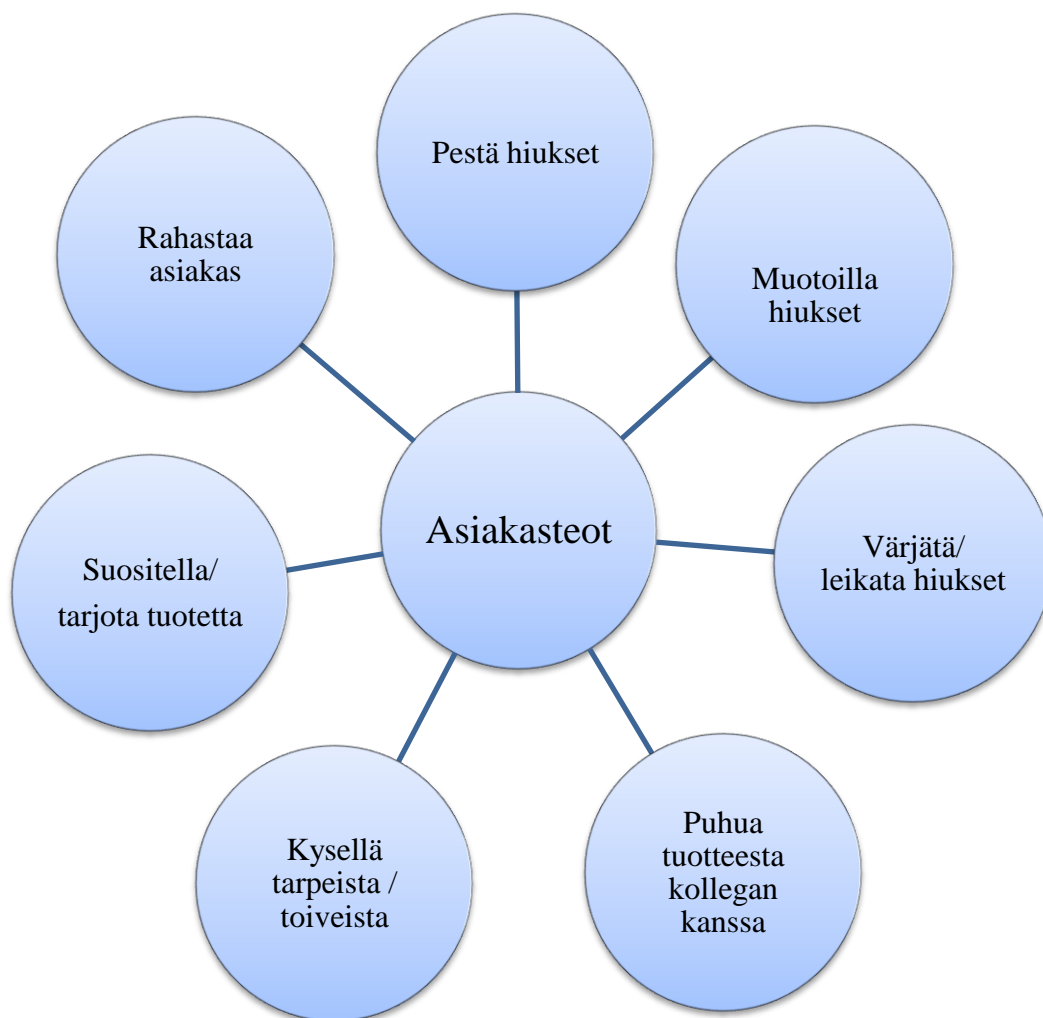 Pestä hiukset
Muotoilla
hiukset
Värjätä/
leikata hiukset
Puhua
tuotteesta
kollegan
kanssa
Kysellä
tarpeista /
toiveista
Suositella/
tarjota tuotetta
Rahastaa
asiakas
Asiakasteot